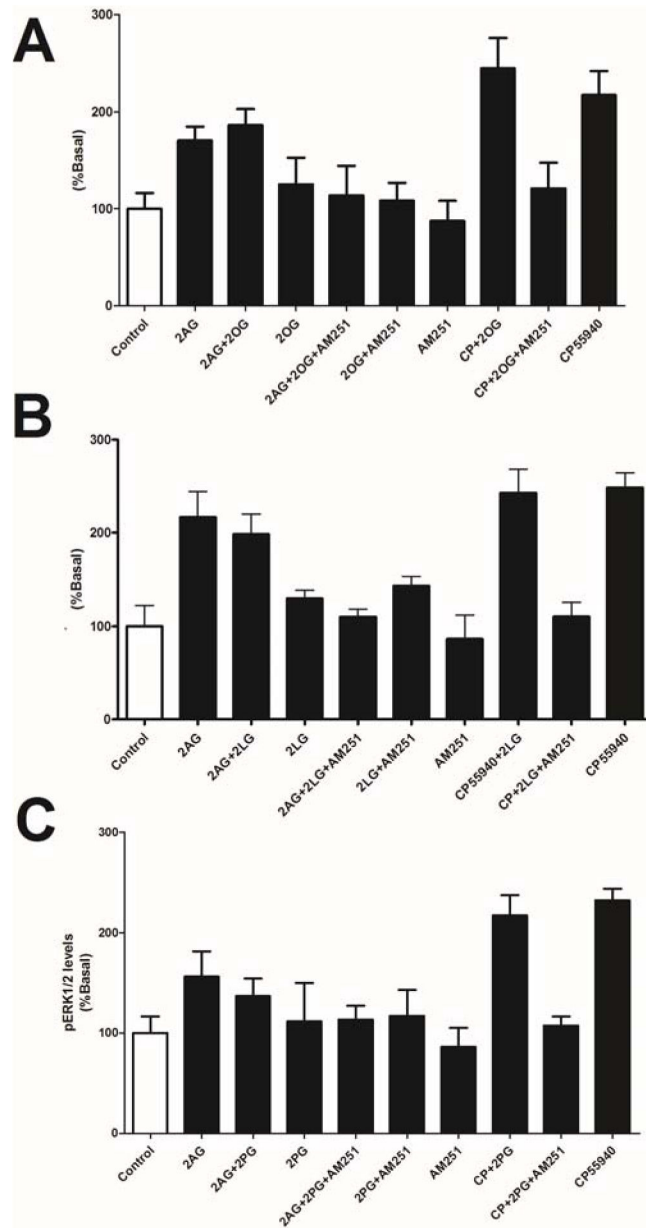 A
300
200
100
0
(%Basal)
Control
2AG
2AG+2OG
2OG
2AG+2OG+AM251
2OG+AM251
AM251
CP+2OG
CP+2OG+AM251
CP55940
B
300
200
100
0
(%Basal)
Control
2AG
2AG+2LG
2LG
2AG+2LG+AM251
2LG+AM251
AM251
CP55940+2LG
CP+2LG+AM251
CP55940
C
300
200
100
0
pERK1/2 levels
(%Basal)
Control
2AG
2AG+2PG
2PG
2AG+2PG+AM251
2PG+AM251
AM251
CP+2PG
CP+2PG+AM251
CP55940